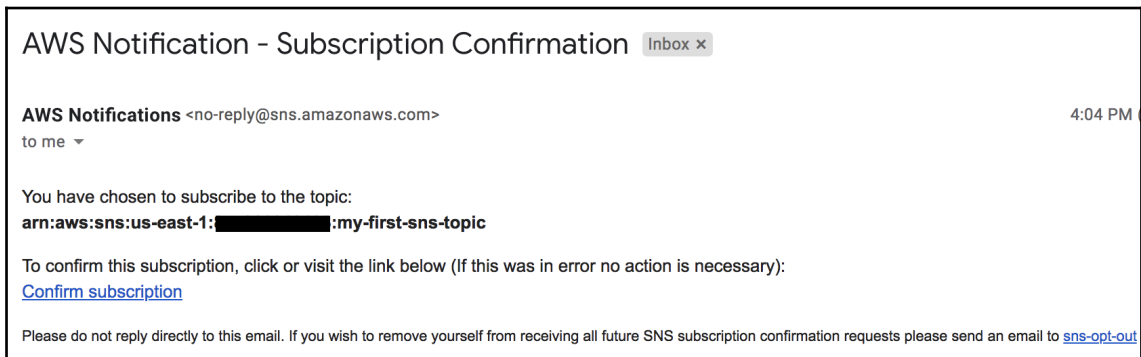 AWS Notification - Subscription Confirmation Inbox ×
AWS Notifications <no-reply@sns.amazonaws.com> 4:04 PM (
to me
You have chosen to subscribe to the topic:
arn:aws:sns:us-east-1: :my-first-sns-topic
To confirm this subscription, click or visit the link below (If this was in error no action is necessary):
Confirm subscription
Please do not reply directly to this email. If you wish to remove yourself from receiving all future SNS subscription confirmation requests please send an email to sns-opt-out